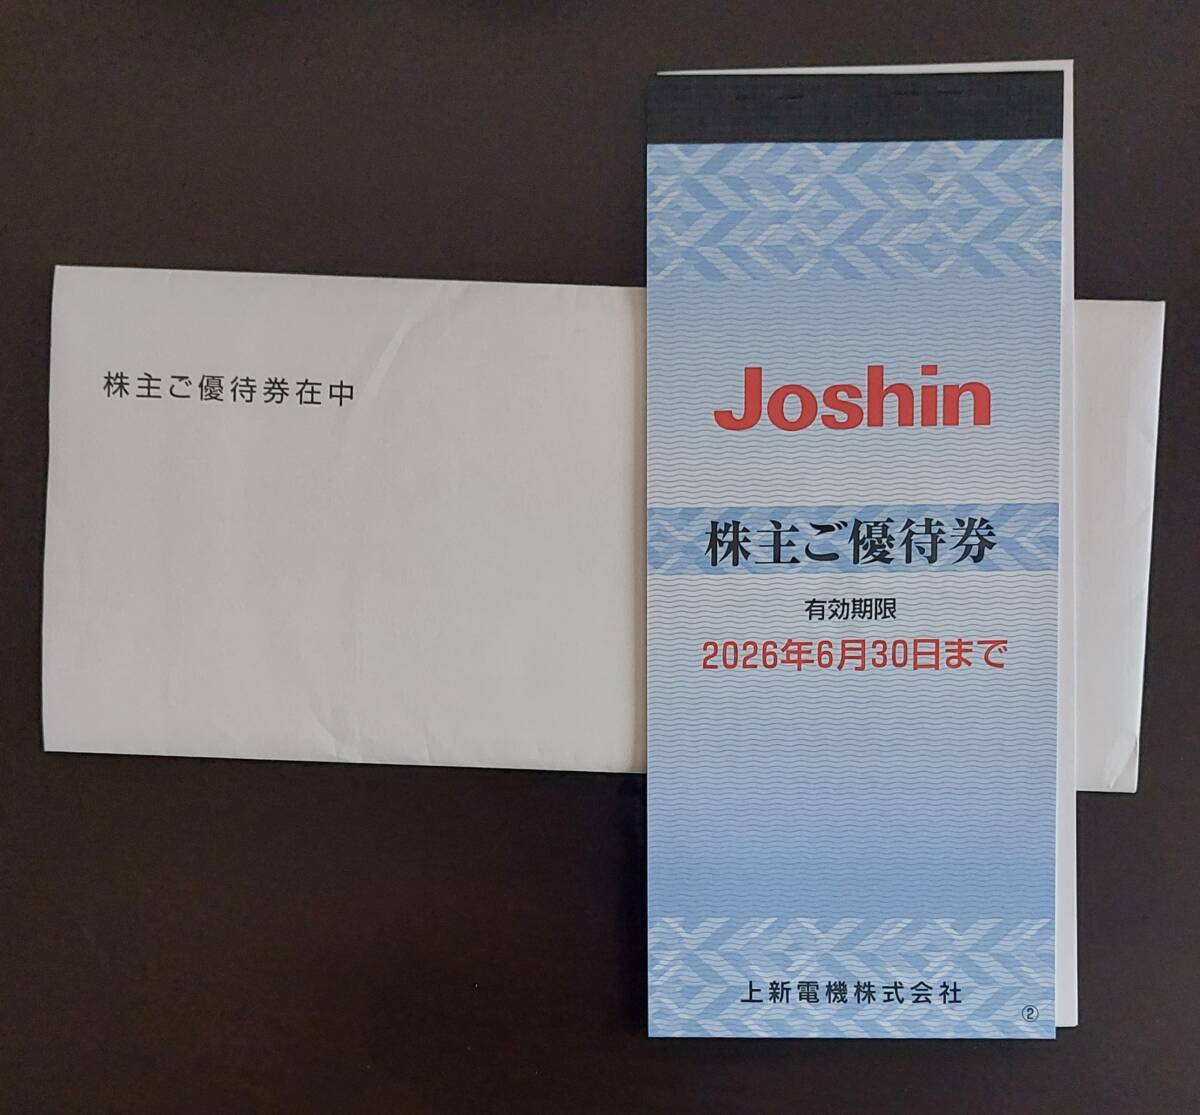 株主ご優待券在中
Joshin
株主ご優待券
有効期限
2026年6月30日まで
上新電機株式会社
②